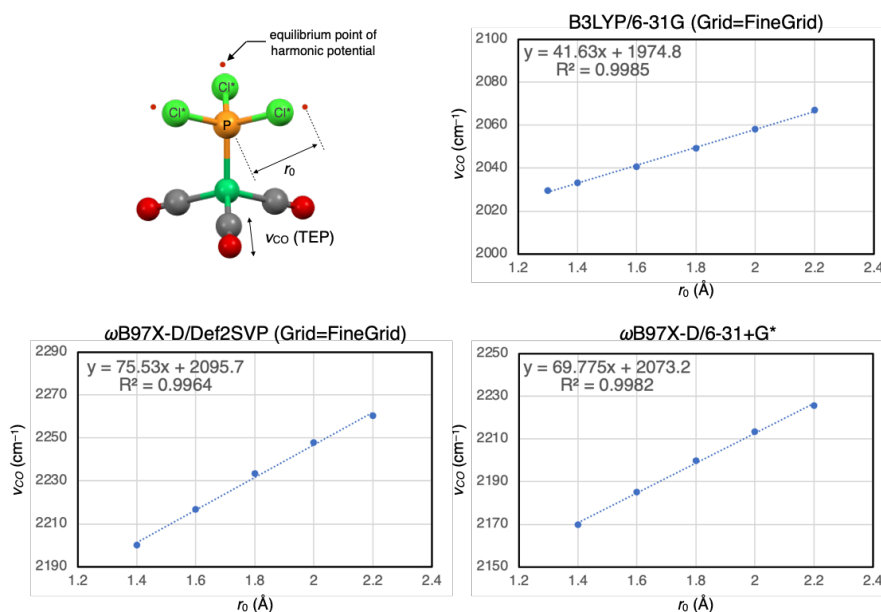 equilibrium point of
harmonic potential
Cl*
Cl*
Cl*
P
r₀
νCO (TEP)
B3LYP/6-31G (Grid=FineGrid)
y = 41.63x + 1974.8
R² = 0.9985
νCO (cm⁻¹)
2100
2080
2060
2040
2020
2000
1.2 1.4 1.6 1.8 2 2.2 2.4
r₀ (Å)
ωB97X-D/Def2SVP (Grid=FineGrid)
y = 75.53x + 2095.7
R² = 0.9964
νCO (cm⁻¹)
2290
2270
2250
2230
2210
2190
1.2 1.4 1.6 1.8 2 2.2 2.4
r₀ (Å)
ωB97X-D/6-31+G*
y = 69.775x + 2073.2
R² = 0.9982
νCO (cm⁻¹)
2250
2230
2210
2190
2170
2150
1.2 1.4 1.6 1.8 2 2.2 2.4
r₀ (Å)